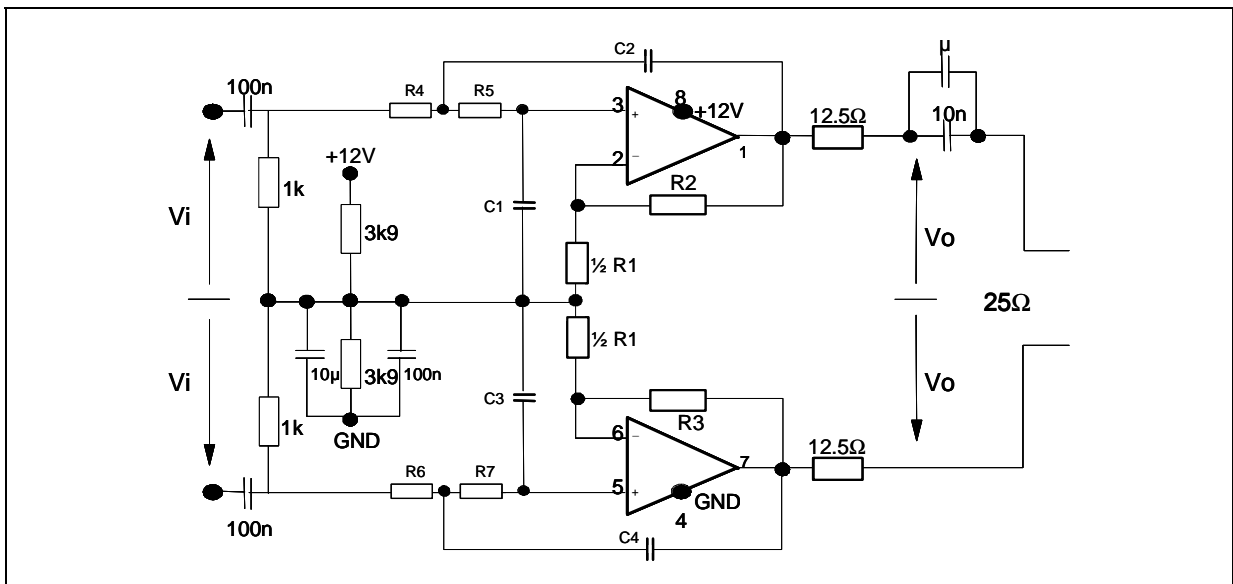 C2
µ
100n
R4
R5
3
+
8
+12V
10n
12.5Ω
1
+12V
2
−
1k
R2
Vi
3k9
C1
½ R1
Vo
25Ω
½ R1
Vi
10µ
3k9
100n
C3
Vo
R3
1k
GND
6
−
12.5Ω
R6
R7
7
5
+
GND
4
100n
C4